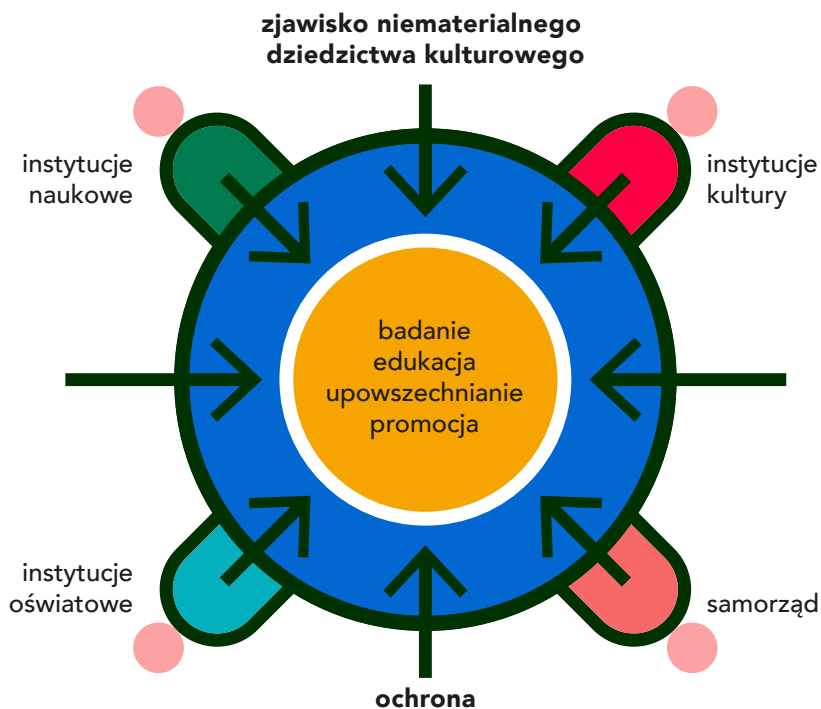 zjawisko niematerialnego
dziedzictwa kulturowego
instytucje
naukowe
instytucje
kultury
badanie
edukacja
upowszechnianie
promocja
instytucje
oświatowe
samorząd
ochrona